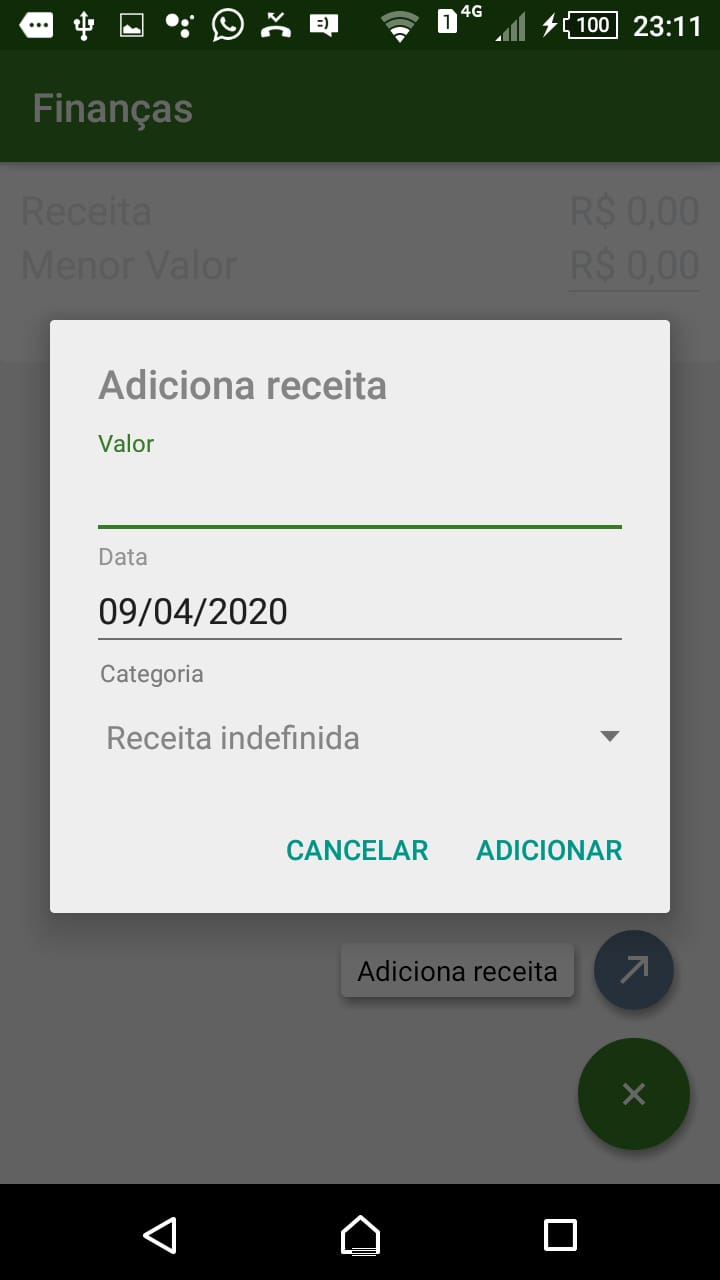 1 4G 100 23:11
Finanças
Receita R$ 0,00
Menor Valor R$ 0,00
Adiciona receita
Valor
Data
09/04/2020
Categoria
Receita indefinida
CANCELAR ADICIONAR
Adiciona receita